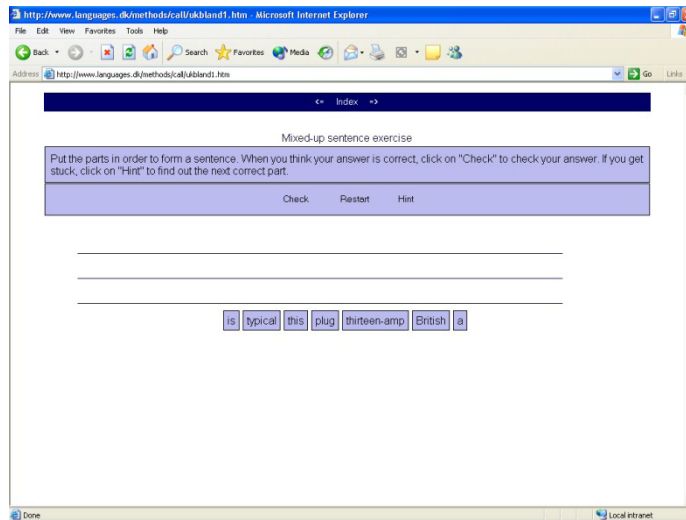 http://www.languages.dk/methods/call/ukbland1.htm - Microsoft Internet Explorer
File Edit View Favorites Tools Help
Back Search Favorites Media
Address http://www.languages.dk/methods/call/ukbland1.htm Go Links
<= Index =>
Mixed-up sentence exercise
Put the parts in order to form a sentence. When you think your answer is correct, click on "Check" to check your answer. If you get
stuck, click on "Hint" to find out the next correct part.
Check Restart Hint
is typical this plug thirteen-amp British a
Done Local intranet